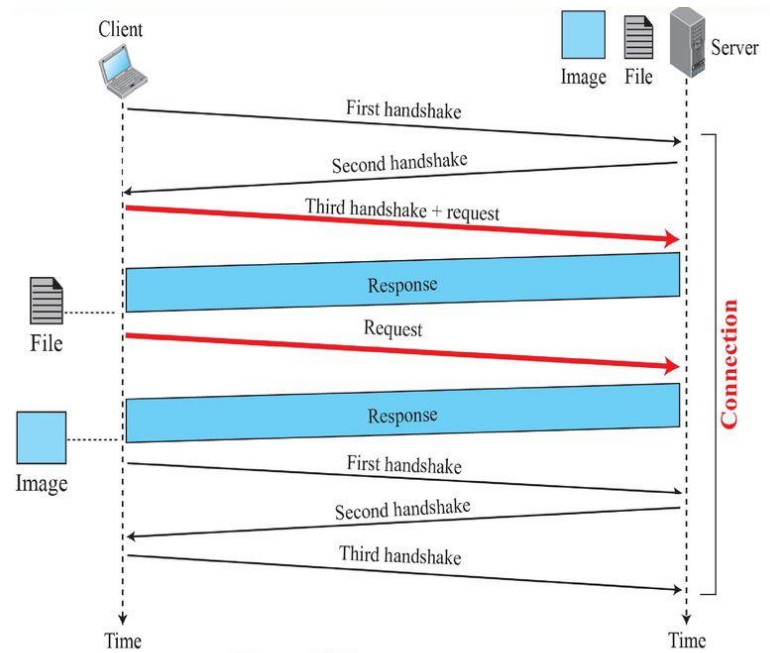 Client
Server
Image
File
First handshake
Second handshake
Third handshake + request
Response
File
Request
Connection
Response
Image
First handshake
Second handshake
Third handshake
Time
Time